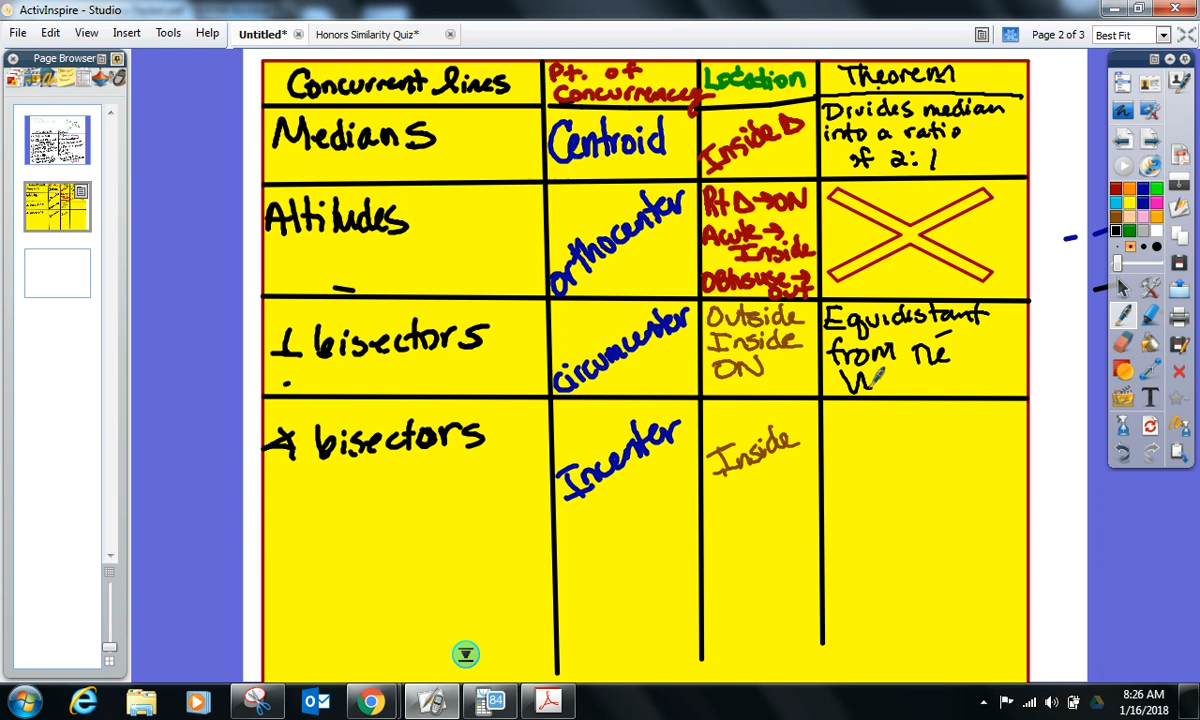 ActivInspire - Studio
File Edit View Insert Tools Help
Untitled* Honors Similarity Quiz*
Page 2 of 3 Best Fit
Page Browser
Concurrent lines Pt. of Concurrencey Location Theorem
Medians Centroid Inside Δ Divides median
into a ratio
of 2:1
Altitudes orthocenter Rt Δ→ON
Acute→
Inside
Obhsuse→
out
⊥ bisectors circumcenter Outside
Inside
ON
Equidistant
from
∢ bisectors Incenter Inside
84
8:26 AM
1/16/2018